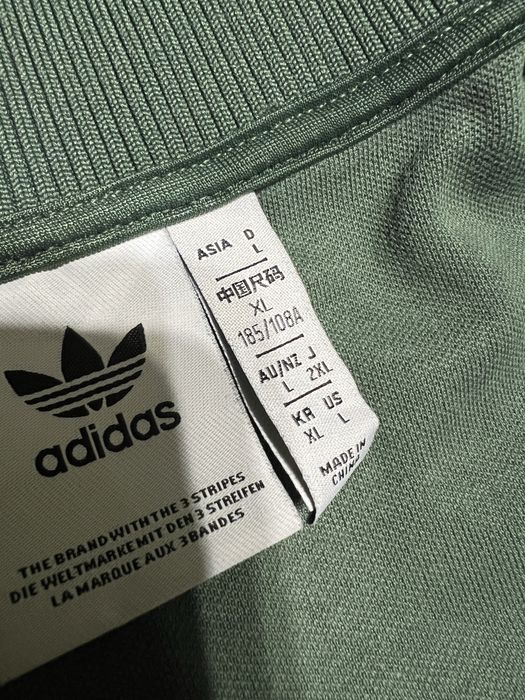 adidas
THE BRAND WITH THE 3 STRIPES
DIE WELTMARKE MIT DEN 3 STREIFEN
LA MARQUE AUX 3 BANDES
ASIA D
L
中国尺码
XL
185/108A
AU/NZ J
L 2XL
KR US
XL L
MADE IN
CHINA